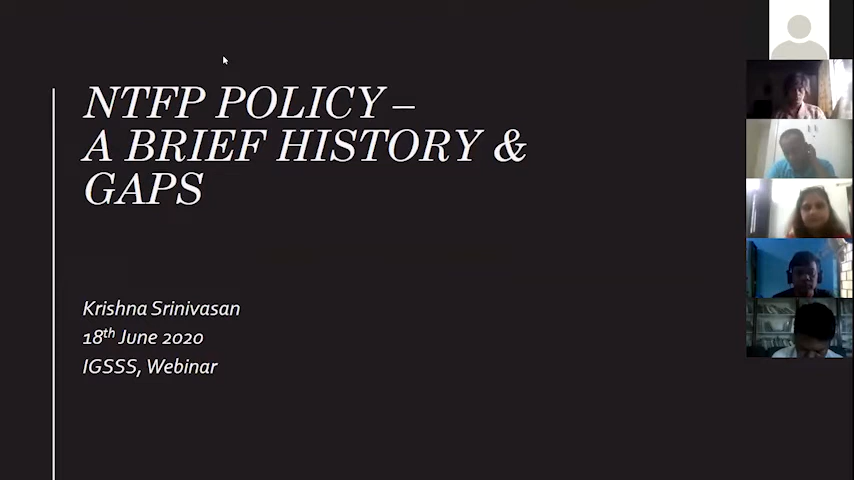 NTFP POLICY –
A BRIEF HISTORY &
GAPS
Krishna Srinivasan
18th June 2020
IGSSS, Webinar